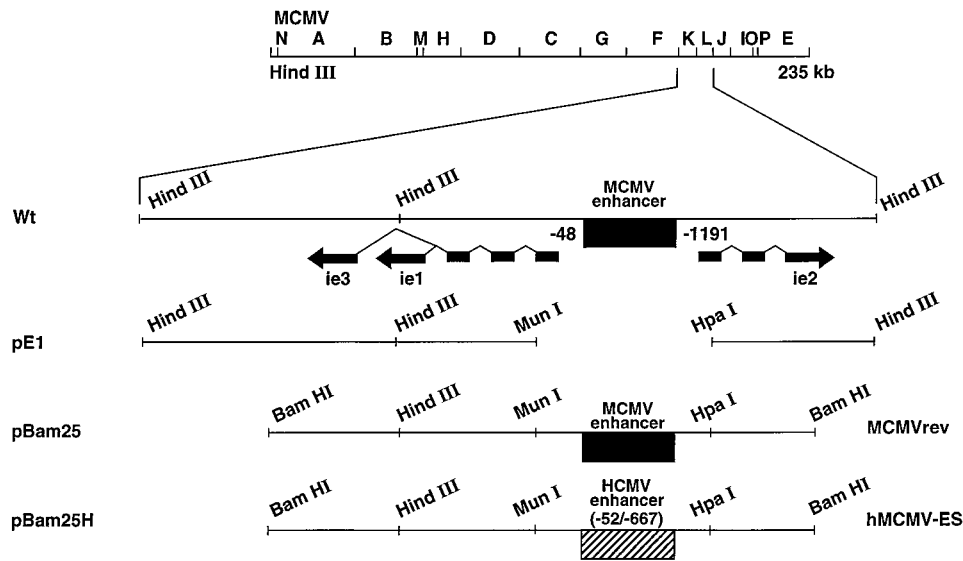 MCMV
N A B M H D C G F K L J I O P E
Hind III 235 kb
Hind III Hind III MCMV enhancer Hind III
Wt
-48 -1191
ie3 ie1 ie2
Hind III Hind III Mun I Hpa I Hind III
pE1
Bam HI Hind III Mun I MCMV enhancer Hpa I Bam HI
pBam25 MCMVrev
Bam HI Hind III Mun I HCMV enhancer (-52/-667) Hpa I Bam HI
pBam25H hMCMV-ES